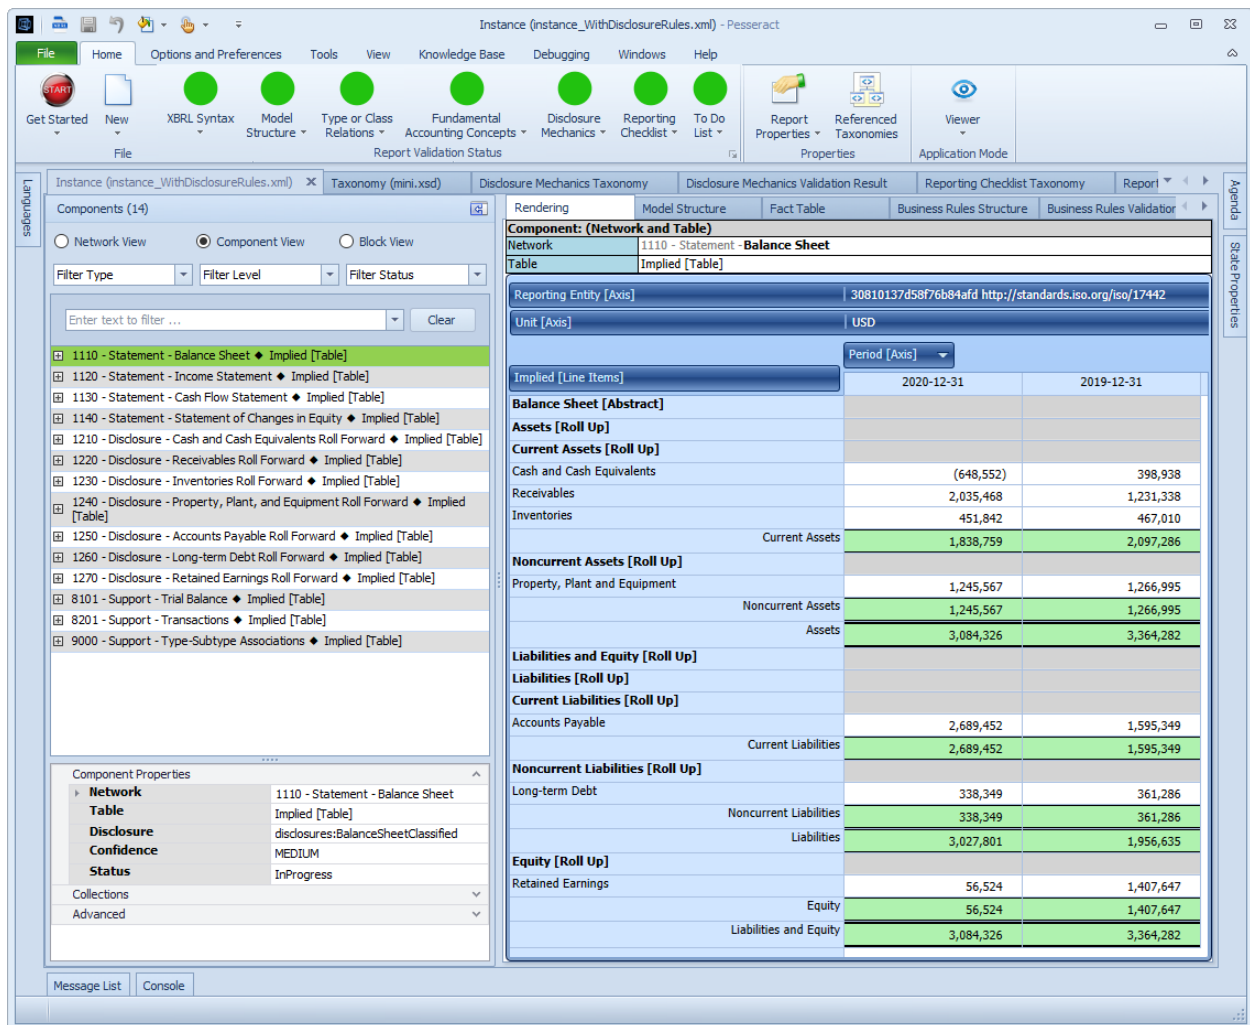 Instance (instance_WithDisclosureRules.xml) - Pesseract
File Home Options and Preferences Tools View Knowledge Base Debugging Windows Help
START
Get Started New XBRL Syntax Model Structure Type or Class Relations Fundamental Accounting Concepts Disclosure Mechanics Reporting Checklist To Do List Report Properties Referenced Taxonomies Viewer
File Report Validation Status Properties Application Mode
Languages
Instance (instance_WithDisclosureRules.xml) Taxonomy (mini.xsd) Disclosure Mechanics Taxonomy Disclosure Mechanics Validation Result Reporting Checklist Taxonomy Report
Agenda
State Properties
Components (14)
Network View Component View Block View
Filter Type Filter Level Filter Status
Enter text to filter ... Clear
1110 - Statement - Balance Sheet ◆ Implied [Table]
1120 - Statement - Income Statement ◆ Implied [Table]
1130 - Statement - Cash Flow Statement ◆ Implied [Table]
1140 - Statement - Statement of Changes in Equity ◆ Implied [Table]
1210 - Disclosure - Cash and Cash Equivalents Roll Forward ◆ Implied [Table]
1220 - Disclosure - Receivables Roll Forward ◆ Implied [Table]
1230 - Disclosure - Inventories Roll Forward ◆ Implied [Table]
1240 - Disclosure - Property, Plant, and Equipment Roll Forward ◆ Implied
[Table]
1250 - Disclosure - Accounts Payable Roll Forward ◆ Implied [Table]
1260 - Disclosure - Long-term Debt Roll Forward ◆ Implied [Table]
1270 - Disclosure - Retained Earnings Roll Forward ◆ Implied [Table]
8101 - Support - Trial Balance ◆ Implied [Table]
8201 - Support - Transactions ◆ Implied [Table]
9000 - Support - Type-Subtype Associations ◆ Implied [Table]
Component Properties
Network 1110 - Statement - Balance Sheet
Table Implied [Table]
Disclosure disclosures:BalanceSheetClassified
Confidence MEDIUM
Status InProgress
Collections
Advanced
Rendering Model Structure Fact Table Business Rules Structure Business Rules Validation
Component: (Network and Table)
Network 1110 - Statement - Balance Sheet
Table Implied [Table]
Reporting Entity [Axis] 30810137d58f76b84afd http://standards.iso.org/iso/17442
Unit [Axis] USD
Period [Axis]
Implied [Line Items] 2020-12-31 2019-12-31
Balance Sheet [Abstract]
Assets [Roll Up]
Current Assets [Roll Up]
Cash and Cash Equivalents (648,552) 398,938
Receivables 2,035,468 1,231,338
Inventories 451,842 467,010
Current Assets 1,838,759 2,097,286
Noncurrent Assets [Roll Up]
Property, Plant and Equipment 1,245,567 1,266,995
Noncurrent Assets 1,245,567 1,266,995
Assets 3,084,326 3,364,282
Liabilities and Equity [Roll Up]
Liabilities [Roll Up]
Current Liabilities [Roll Up]
Accounts Payable 2,689,452 1,595,349
Current Liabilities 2,689,452 1,595,349
Noncurrent Liabilities [Roll Up]
Long-term Debt 338,349 361,286
Noncurrent Liabilities 338,349 361,286
Liabilities 3,027,801 1,956,635
Equity [Roll Up]
Retained Earnings 56,524 1,407,647
Equity 56,524 1,407,647
Liabilities and Equity 3,084,326 3,364,282
Message List Console